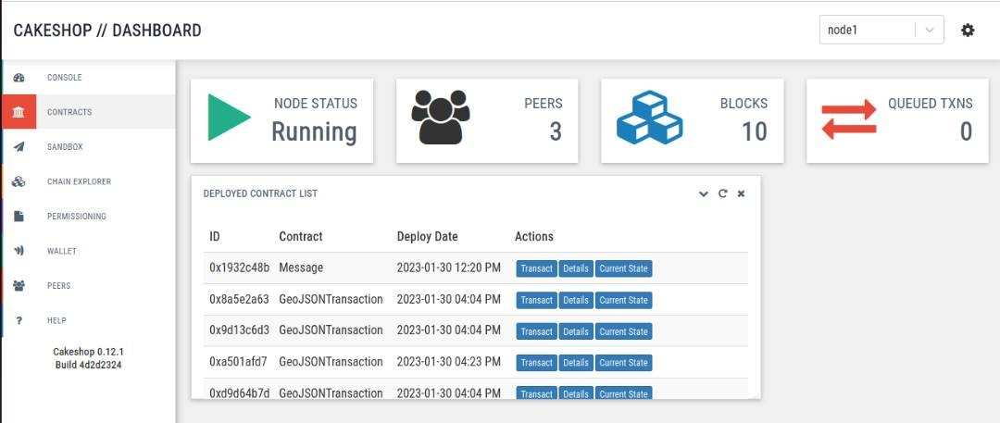 CAKESHOP // DASHBOARD
node1
CONSOLE
CONTRACTS
SANDBOX
CHAIN EXPLORER
PERMISSIONING
WALLET
PEERS
? HELP
Cakeshop 0.12.1
Build 4d2d2324
NODE STATUS
Running
PEERS
3
BLOCKS
10
QUEUED TXNS
0
DEPLOYED CONTRACT LIST
ID Contract Deploy Date Actions
0x1932c48b Message 2023-01-30 12:20 PM Transact Details Current State
0x8a5e2a63 GeoJSONTransaction 2023-01-30 04:04 PM Transact Details Current State
0x9d13c6d3 GeoJSONTransaction 2023-01-30 04:04 PM Transact Details Current State
0xa501afd7 GeoJSONTransaction 2023-01-30 04:23 PM Transact Details Current State
0xd9d64b7d GeoJSONTransaction 2023-01-30 04:04 PM Transact Details Current State